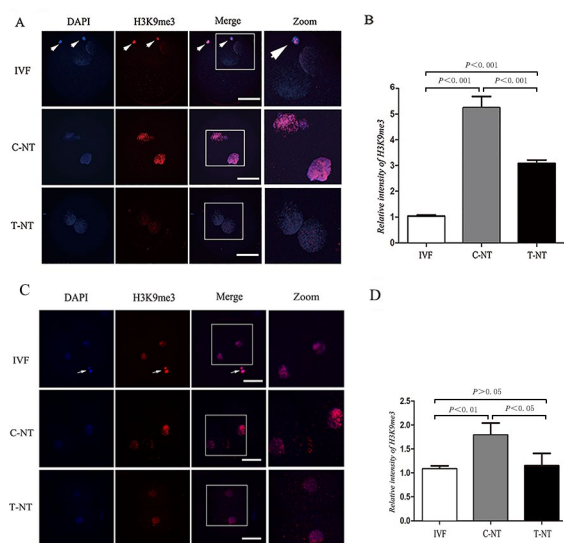 A
DAPI H3K9me3 Merge Zoom
IVF
C-NT
T-NT
B
P<0.001
P<0.001 P<0.001
Relative intensity of H3K9me3
6
5
4
3
2
1
0
IVF C-NT T-NT
C
DAPI H3K9me3 Merge Zoom
IVF
C-NT
T-NT
D
P>0.05
P<0.01 P<0.05
Relative intensity of H3K9me3
2.5
2.0
1.5
1.0
0.5
0.0
IVF C-NT T-NT